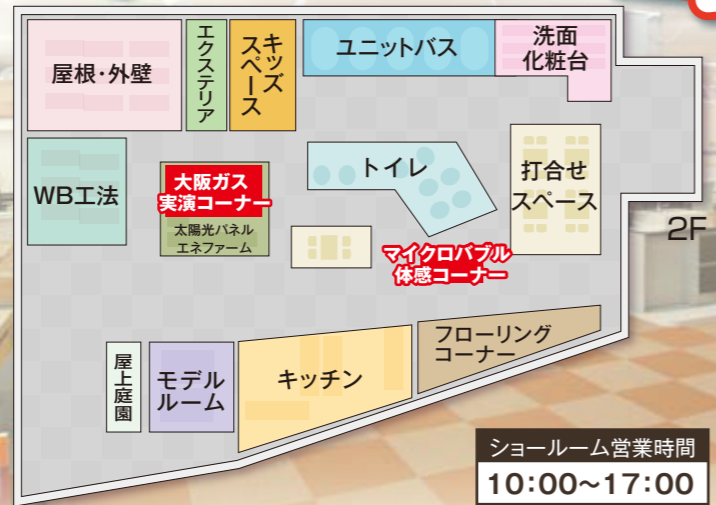 屋根・外壁
エクステリア
キッズ
スペース
ユニットバス
洗面
化粧台
WB工法
大阪ガス
実演コーナー
太陽光パネル
エネファーム
トイレ
打合せ
スペース
2F
マイクロバブル
体感コーナー
屋上庭園
モデル
ルーム
キッチン
フローリング
コーナー
ショールーム営業時間
10:00〜17:00